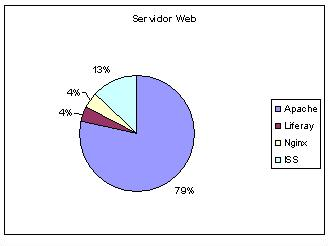 Servidor Web
13%
4%
4%
79%
Apache
Liferay
Nginx
ISS